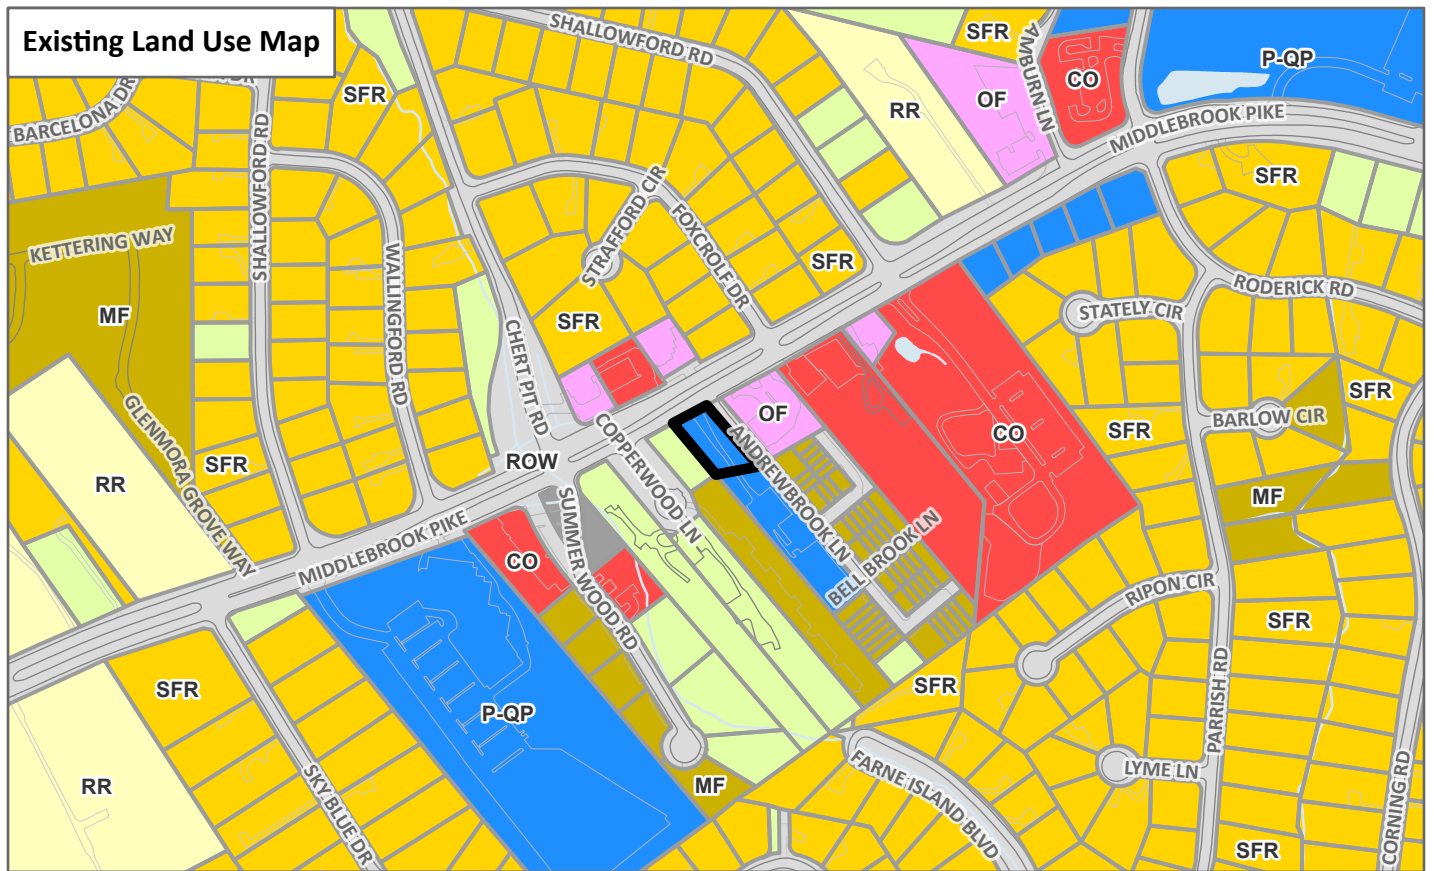 Existing Land Use Map
SHALLOWFORD RD
SFR
AMBURN LN
P-QP
CO
SFR
OF
RR
DR
BARCELONA DR
MIDDLEBROOK PIKE
SHALLOWFORD RD
SFR
STRAFFORD CIR
FOXCROLF DR
KETTERING WAY
WALLINGFORD RD
SFR
RODERICK RD
MF
STATELY CIR
SFR
CHERT PIT RD
SFR
GLENMORA GROVE WAY
OF
BARLOW CIR
COPPERWOOD LN
ANDREWBROOK LN
CO
SFR
SFR
ROW
RR
MF
SUMMER WOOD RD
BELL BROOK LN
MIDDLEBROOK PIKE
CO
RIPON CIR
SFR
SFR
SFR
PARRISH RD
P-QP
LYME LN
RR
MF
SKY BLUE DR
FARNE ISLAND BLVD
CORNING RD
SFR